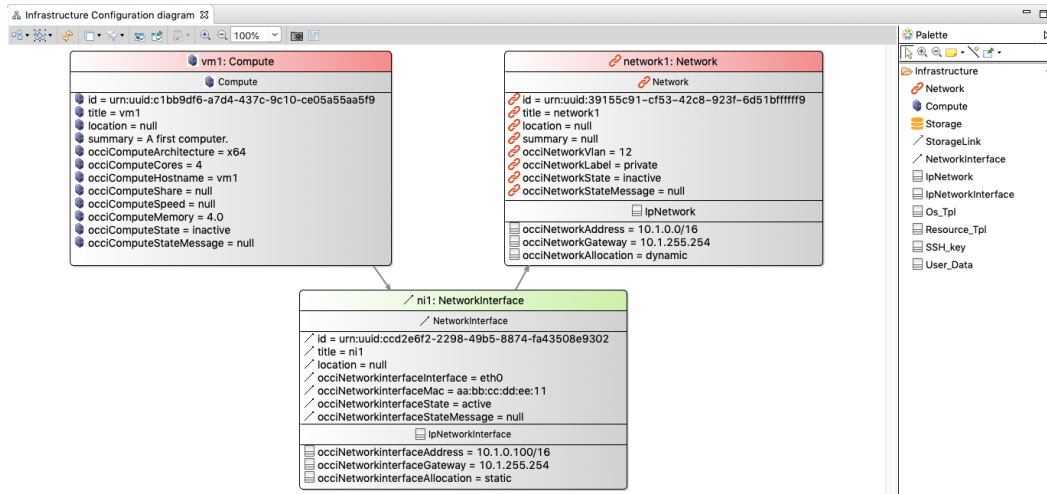 Infrastructure Configuration diagram
100%
vm1: Compute
Compute
id = urn:uuid:c1bb9df6-a7d4-437c-9c10-ce05a55aa5f9
title = vm1
location = null
summary = A first computer.
occiComputeArchitecture = x64
occiComputeCores = 4
occiComputeHostname = vm1
occiComputeShare = null
occiComputeSpeed = null
occiComputeMemory = 4.0
occiComputeState = inactive
occiComputeStateMessage = null
network1: Network
Network
id = urn:uuid:39155c91-cf53-42c8-923f-6d51bffffff9
title = network1
location = null
summary = null
occiNetworkVlan = 12
occiNetworkLabel = private
occiNetworkState = inactive
occiNetworkStateMessage = null
IpNetwork
occiNetworkAddress = 10.1.0.0/16
occiNetworkGateway = 10.1.255.254
occiNetworkAllocation = dynamic
ni1: NetworkInterface
NetworkInterface
id = urn:uuid:ccd2e6f2-2298-49b5-8874-fa43508e9302
title = ni1
location = null
occiNetworkinterfaceInterface = eth0
occiNetworkinterfaceMac = aa:bb:cc:dd:ee:11
occiNetworkinterfaceState = active
occiNetworkinterfaceStateMessage = null
IpNetworkInterface
occiNetworkinterfaceAddress = 10.1.0.100/16
occiNetworkinterfaceGateway = 10.1.255.254
occiNetworkinterfaceAllocation = static
Palette
Infrastructure
Network
Compute
Storage
StorageLink
NetworkInterface
IpNetwork
IpNetworkInterface
Os_Tpl
Resource_Tpl
SSH_key
User_Data